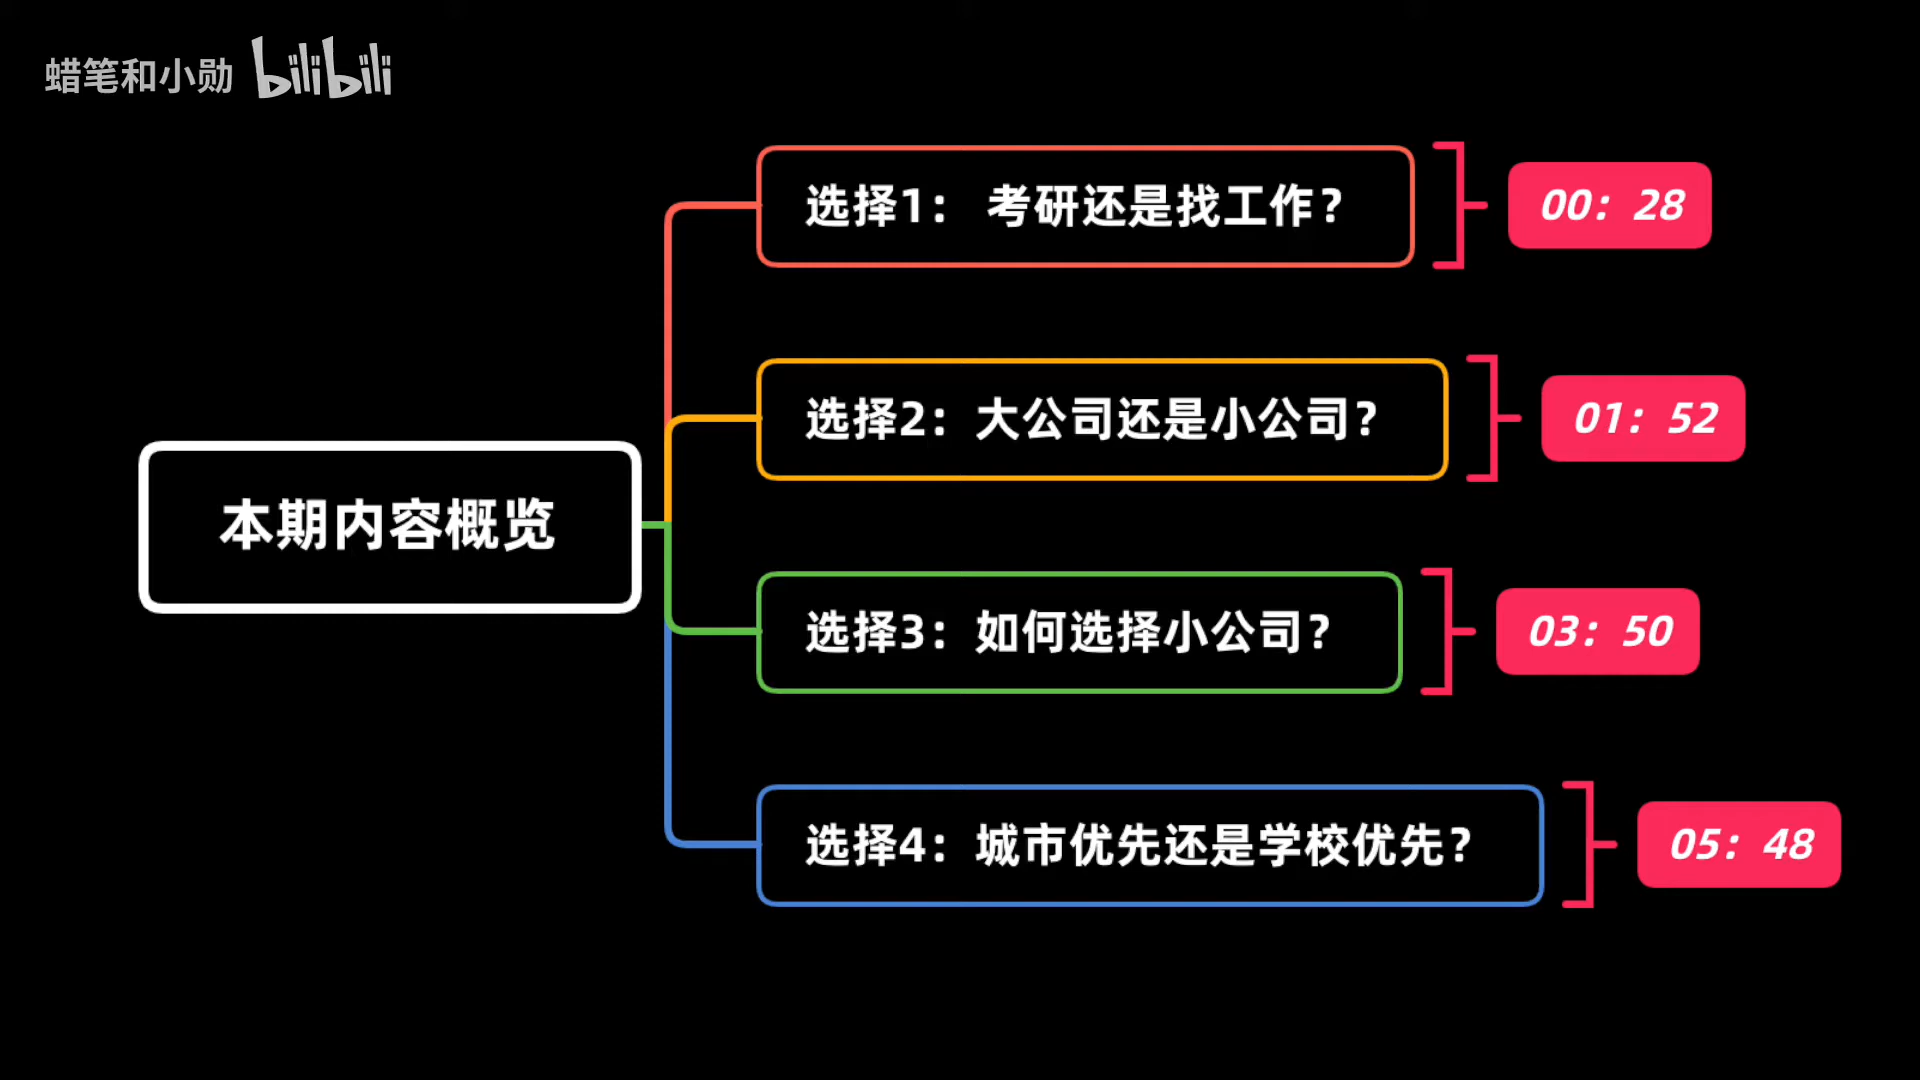 蜡笔和小勋 bilibili
选择1： 考研还是找工作？
00：28
选择2：大公司还是小公司？
01：52
本期内容概览
选择3：如何选择小公司？
03：50
选择4：城市优先还是学校优先？
05：48